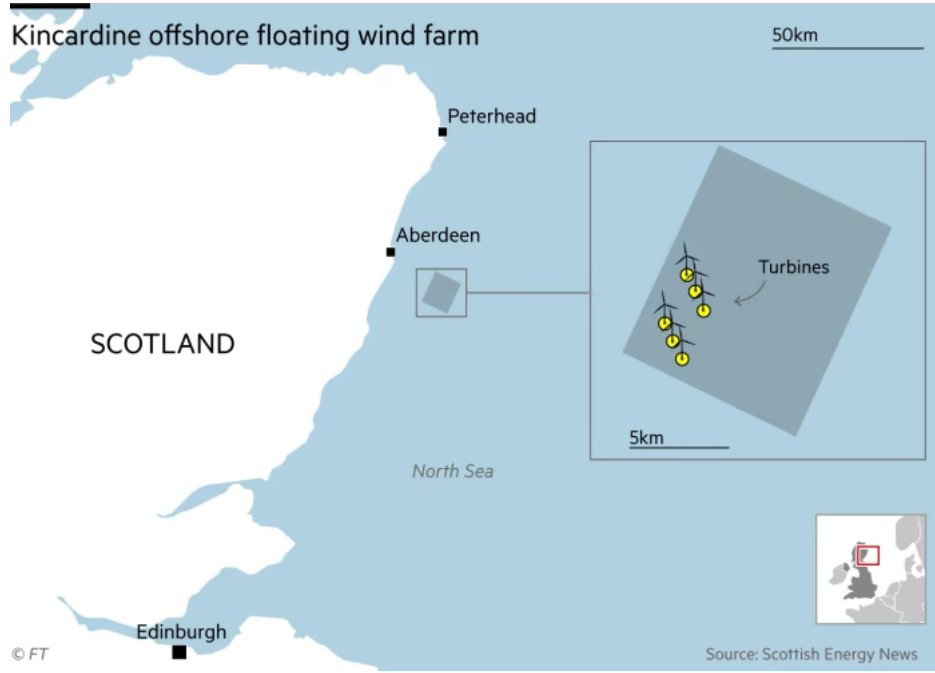 Kincardine offshore floating wind farm
50km
Peterhead
Aberdeen
Turbines
SCOTLAND
5km
North Sea
Edinburgh
© FT
Source: Scottish Energy News